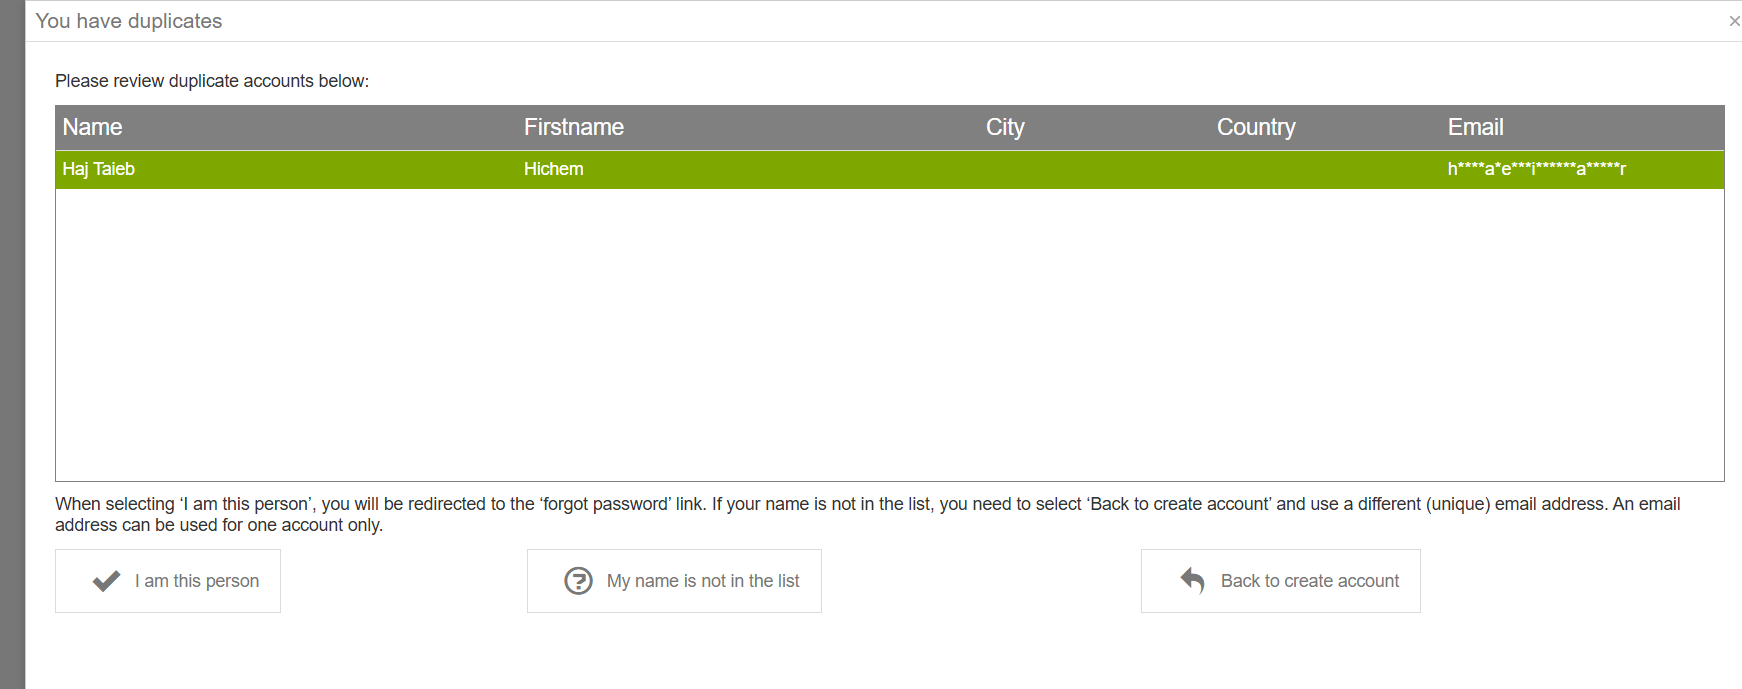 You have duplicates
×
Please review duplicate accounts below:
Name Firstname City Country Email
Haj Taieb Hichem h****a*e***i******a*****r
When selecting ‘I am this person’, you will be redirected to the ‘forgot password’ link. If your name is not in the list, you need to select ‘Back to create account’ and use a different (unique) email address. An email
address can be used for one account only.
I am this person My name is not in the list Back to create account